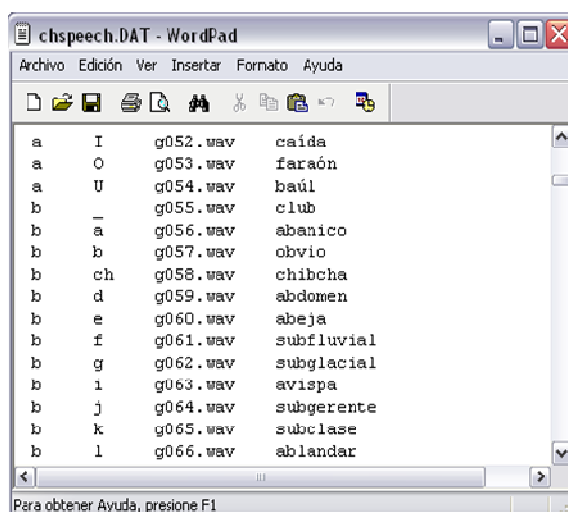 chspeech.DAT - WordPad
Archivo Edición Ver Insertar Formato Ayuda
a I g052.wav caída
a O g053.wav faraón
a U g054.wav baúl
b _ g055.wav club
b a g056.wav abanico
b b g057.wav obvio
b ch g058.wav chibcha
b d g059.wav abdomen
b e g060.wav abeja
b f g061.wav subfluvial
b g g062.wav subglacial
b i g063.wav avispa
b j g064.wav subgerente
b k g065.wav subclase
b l g066.wav ablandar
Para obtener Ayuda, presione F1